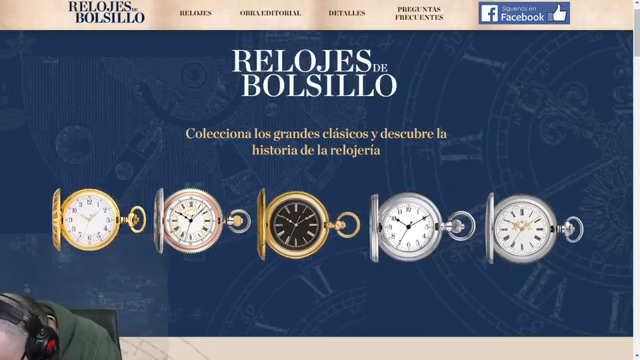 RELOJES DE
BOLSILLO
RELOJES
OBRA EDITORIAL
DETALLES
PREGUNTAS
FRECUENTES
Síguenos en
Facebook
RELOJES DE
BOLSILLO
Colecciona los grandes clásicos y descubre la
historia de la relojería